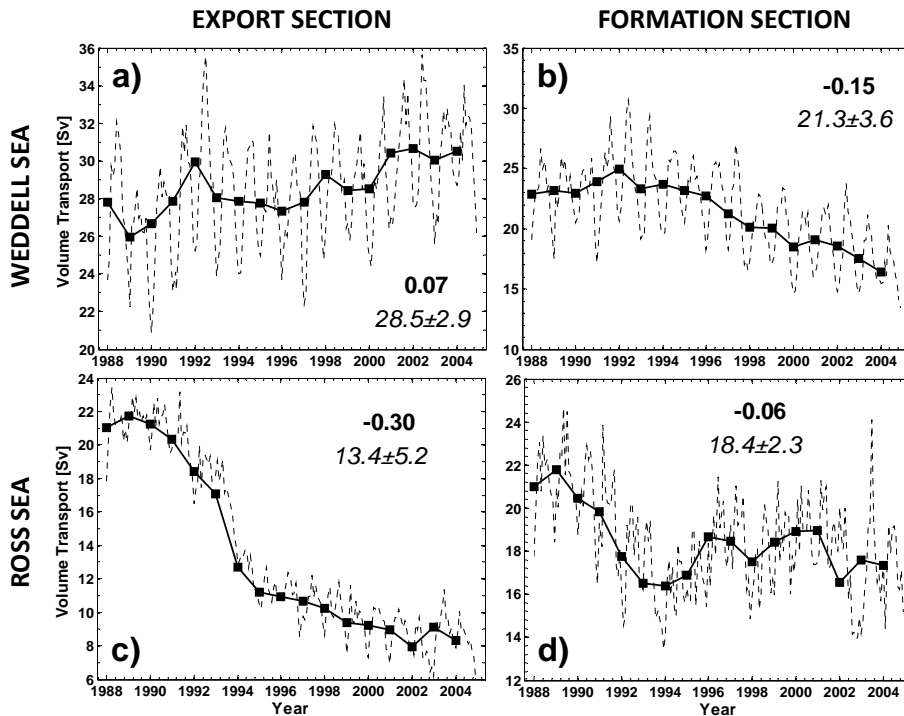 EXPORT SECTION
FORMATION SECTION
WEDDELL SEA
Volume Transport [Sv]
36
34
32
30
28
26
24
22
20
a)
0.07
28.5±2.9
1988 1990 1992 1994 1996 1998 2000 2002 2004
35
30
25
20
15
10
b)
-0.15
21.3±3.6
1988 1990 1992 1994 1996 1998 2000 2002 2004
ROSS SEA
Volume Transport [Sv]
24
22
20
18
16
14
12
10
8
6
-0.30
13.4±5.2
c)
1988 1990 1992 1994 1996 1998 2000 2002 2004
Year
26
24
22
20
18
16
14
12
-0.06
18.4±2.3
d)
1988 1990 1992 1994 1996 1998 2000 2002 2004
Year